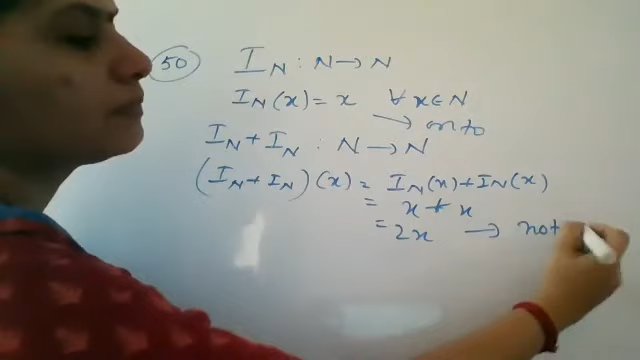 50 I_N : N → N
I_N(x) = x ∀ x ∈ N
→ onto
I_N + I_N : N → N
(I_N + I_N)(x) = I_N(x) + I_N(x)
= x + x
= 2x → not